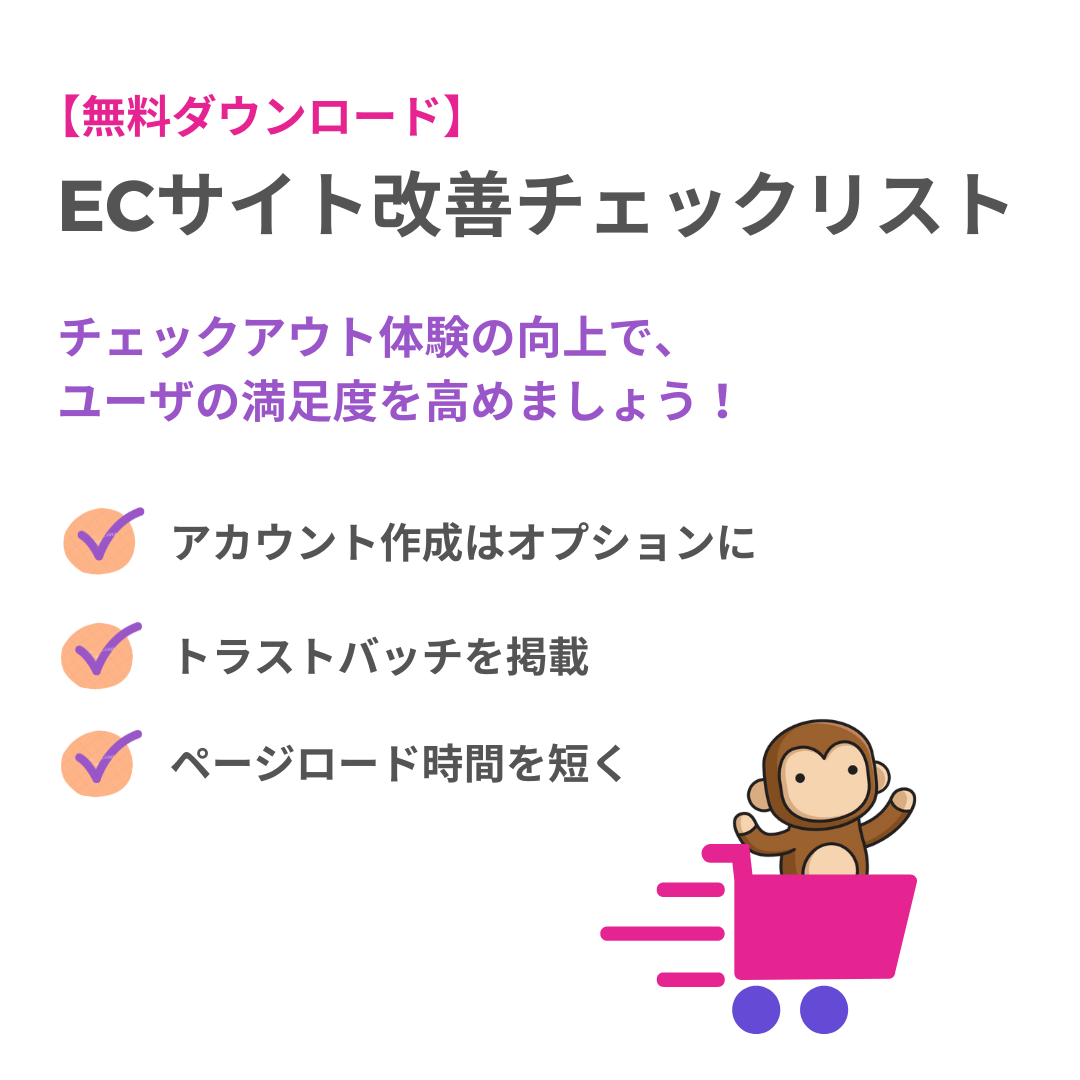 【無料ダウンロード】
ECサイト改善チェックリスト
チェックアウト体験の向上で、
ユーザの満足度を高めましょう！
アカウント作成はオプションに
トラストバッチを掲載
ページロード時間を短く